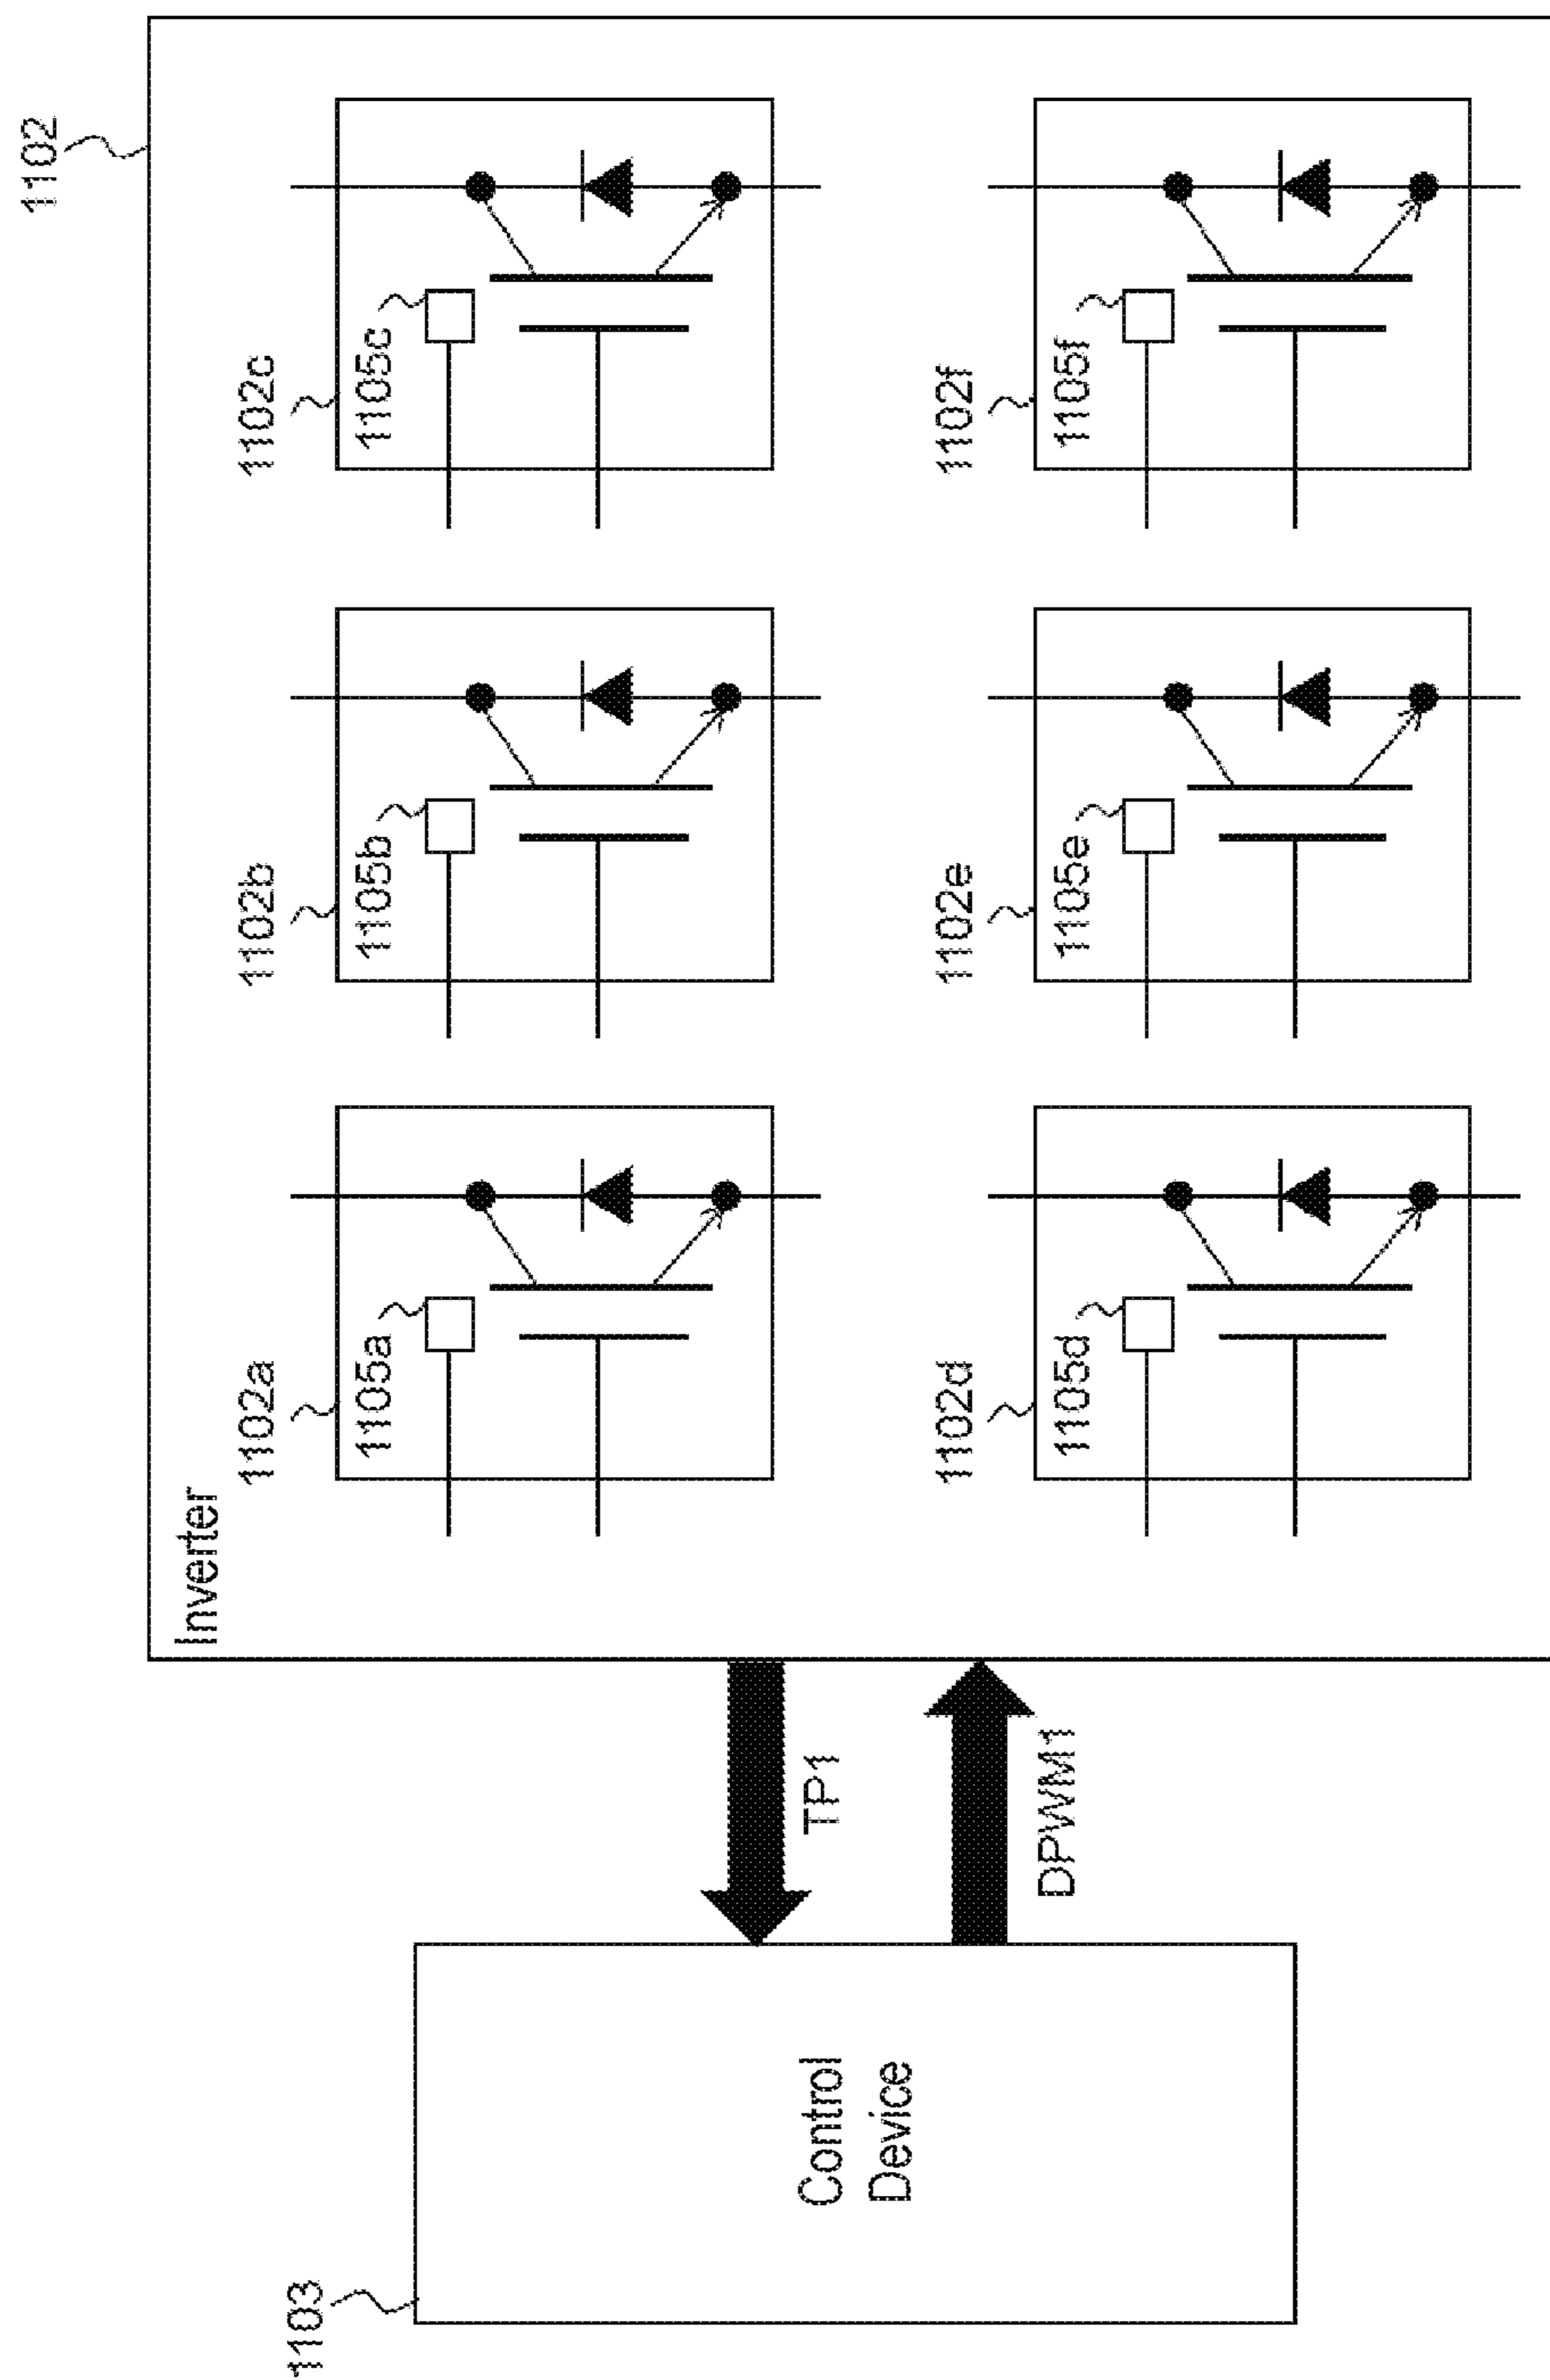 1102
Inverter
1102a
1102b
1102c
1105a
1105b
1105c
1103
TP1
Control
Device
DPWM1
1102d
1102e
1102f
1105d
1105e
1105f